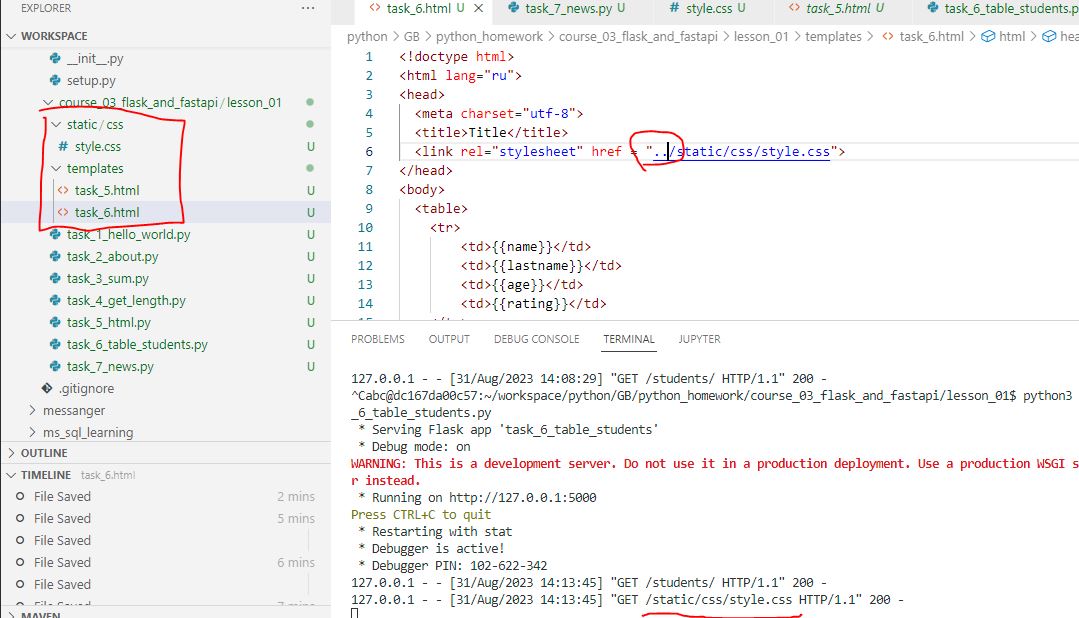 EXPLORER ...
WORKSPACE
__init__.py
setup.py
course_03_flask_and_fastapi / lesson_01
static / css
style.css U
templates
task_5.html U
task_6.html U
task_1_hello_world.py U
task_2_about.py U
task_3_sum.py U
task_4_get_length.py U
task_5_html.py U
task_6_table_students.py U
task_7_news.py U
.gitignore
messanger
ms_sql_learning
OUTLINE
TIMELINE task_6.html
File Saved 2 mins
File Saved 5 mins
File Saved
File Saved 6 mins
File Saved
File Saved 7 mins
MAVEN
task_6.html U task_7_news.py U style.css U task_5.html U task_6_table_students.p
python > GB > python_homework > course_03_flask_and_fastapi > lesson_01 > templates > task_6.html > html > hea
1 <!doctype html>
2 <html lang="ru">
3 <head>
4 <meta charset="utf-8">
5 <title>Title</title>
6 <link rel="stylesheet" href = "../static/css/style.css">
7 </head>
8 <body>
9 <table>
10 <tr>
11 <td>{{name}}</td>
12 <td>{{lastname}}</td>
13 <td>{{age}}</td>
14 <td>{{rating}}</td>
PROBLEMS OUTPUT DEBUG CONSOLE TERMINAL JUPYTER
127.0.0.1 - - [31/Aug/2023 14:08:29] "GET /students/ HTTP/1.1" 200 -
^Cabc@dc167da00c57:~/workspace/python/GB/python_homework/course_03_flask_and_fastapi/lesson_01$ python3
_6_table_students.py
* Serving Flask app 'task_6_table_students'
* Debug mode: on
WARNING: This is a development server. Do not use it in a production deployment. Use a production WSGI s
r instead.
* Running on http://127.0.0.1:5000
Press CTRL+C to quit
* Restarting with stat
* Debugger is active!
* Debugger PIN: 102-622-342
127.0.0.1 - - [31/Aug/2023 14:13:45] "GET /students/ HTTP/1.1" 200 -
127.0.0.1 - - [31/Aug/2023 14:13:45] "GET /static/css/style.css HTTP/1.1" 200 -